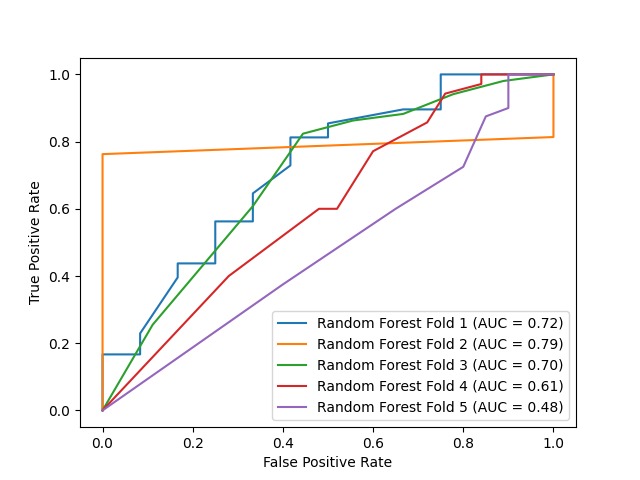 1.0
0.8
0.6
0.4
0.2
0.0
True Positive Rate
Random Forest Fold 1 (AUC = 0.72)
Random Forest Fold 2 (AUC = 0.79)
Random Forest Fold 3 (AUC = 0.70)
Random Forest Fold 4 (AUC = 0.61)
Random Forest Fold 5 (AUC = 0.48)
0.0 0.2 0.4 0.6 0.8 1.0
False Positive Rate